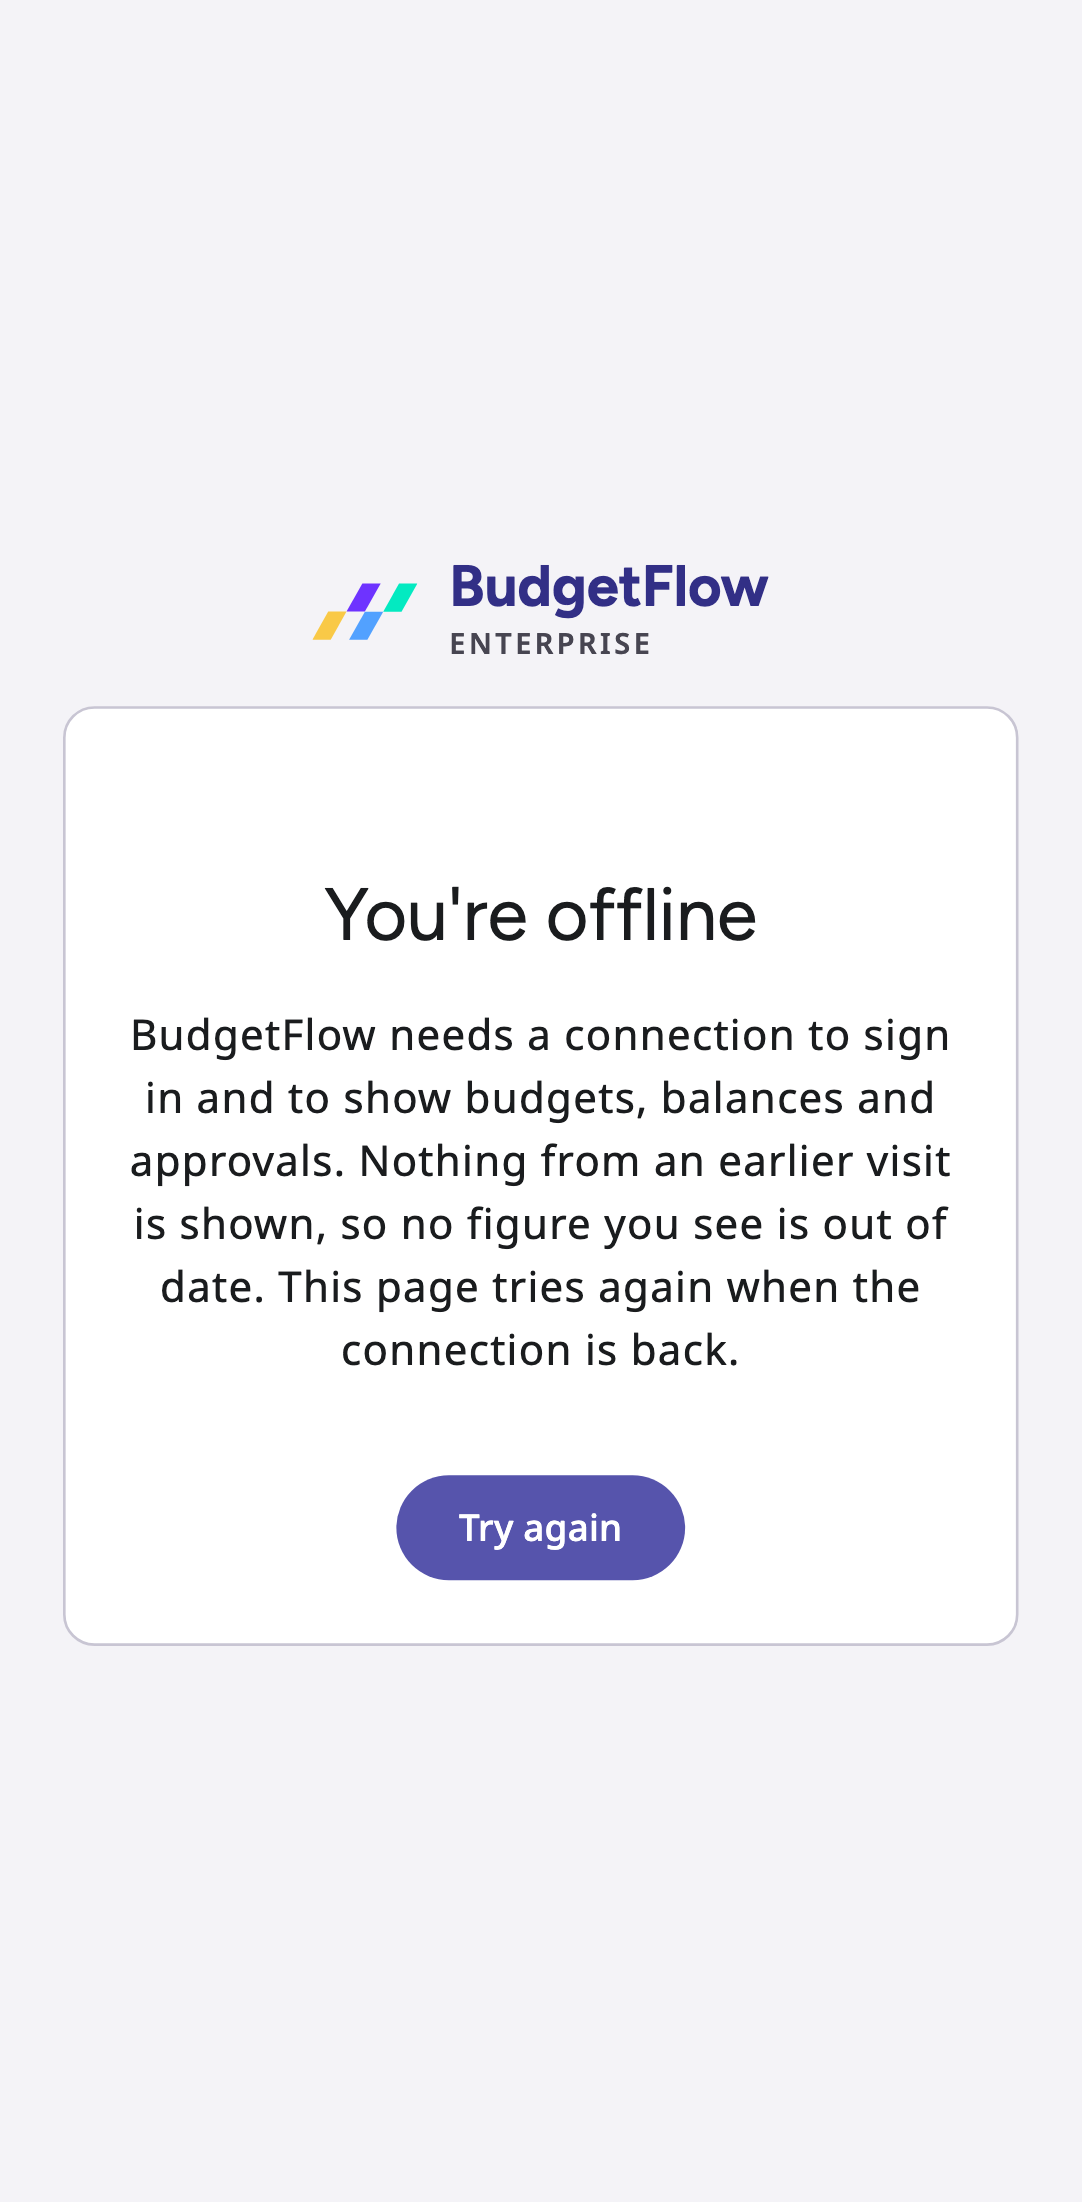 BudgetFlow
ENTERPRISE
You're offline
BudgetFlow needs a connection to sign
in and to show budgets, balances and
approvals. Nothing from an earlier visit
is shown, so no figure you see is out of
date. This page tries again when the
connection is back.
Try again